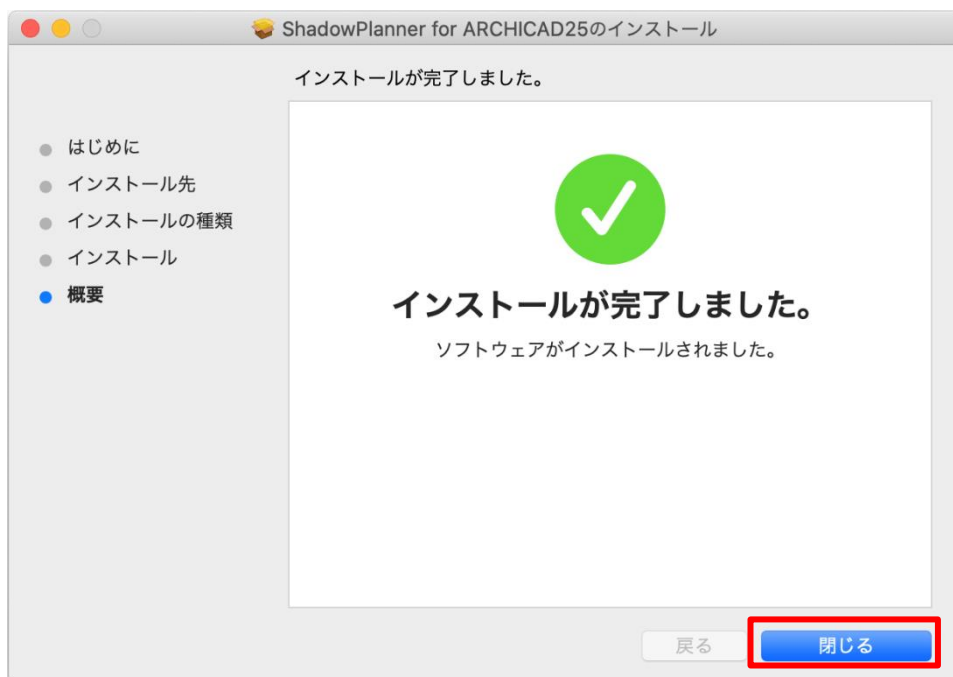 ShadowPlanner for ARCHICAD25のインストール
インストールが完了しました。
はじめに
インストール先
インストールの種類
インストール
概要
インストールが完了しました。
ソフトウェアがインストールされました。
戻る
閉じる